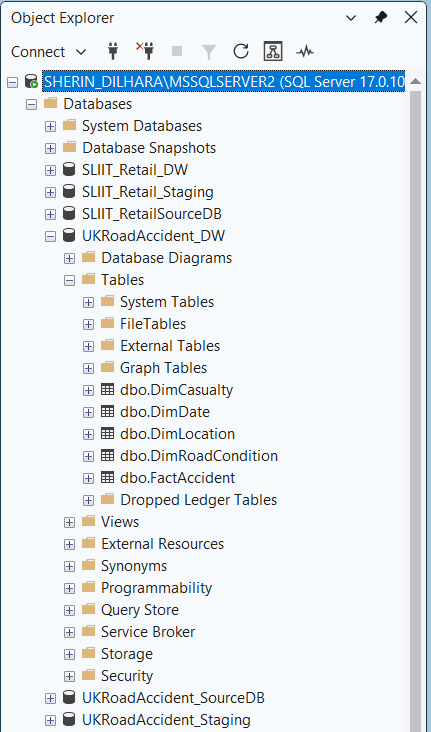 Object Explorer
Connect
SHERIN_DILHARA\MSSQLSERVER2 (SQL Server 17.0.10
Databases
System Databases
Database Snapshots
SLIIT_Retail_DW
SLIIT_Retail_Staging
SLIIT_RetailSourceDB
UKRoadAccident_DW
Database Diagrams
Tables
System Tables
FileTables
External Tables
Graph Tables
dbo.DimCasualty
dbo.DimDate
dbo.DimLocation
dbo.DimRoadCondition
dbo.FactAccident
Dropped Ledger Tables
Views
External Resources
Synonyms
Programmability
Query Store
Service Broker
Storage
Security
UKRoadAccident_SourceDB
UKRoadAccident_Staging